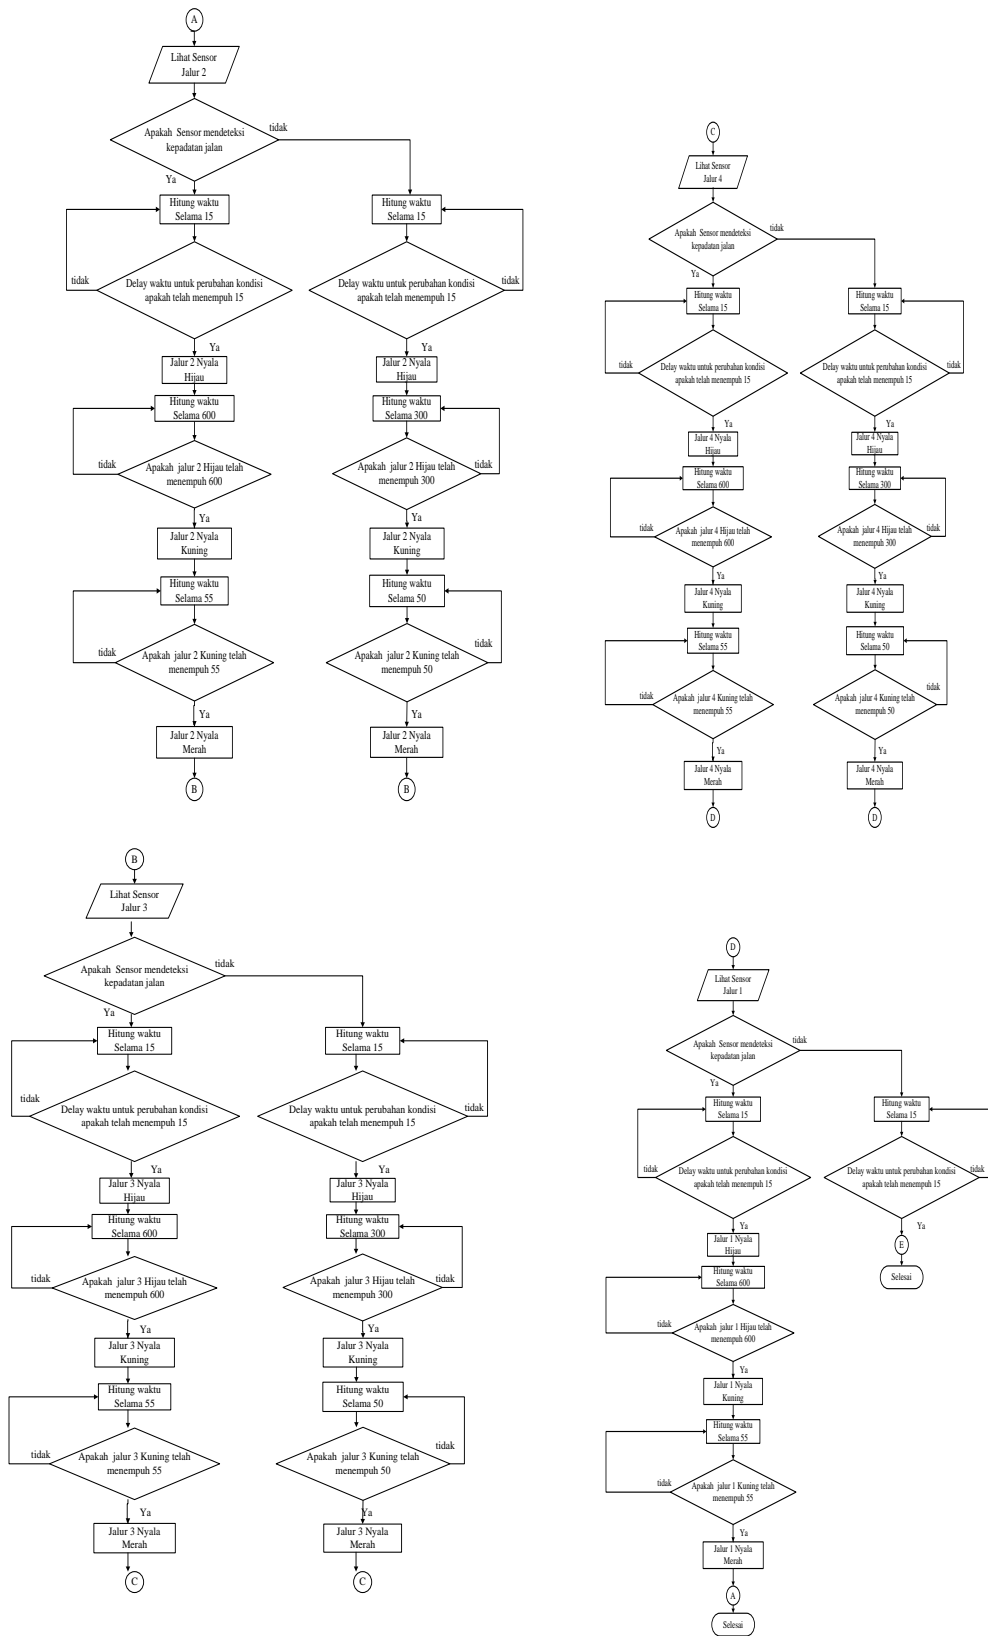 A
Lihat Sensor
Jalur 2
Apakah Sensor mendeteksi
kepadatan jalan
tidak
Ya
Hitung waktu
Selama 15
Hitung waktu
Selama 15
tidak
Delay waktu untuk perubahan kondisi
apakah telah menempuh 15
Delay waktu untuk perubahan kondisi
apakah telah menempuh 15
tidak
Ya
Ya
Jalur 2 Nyala
Hijau
Jalur 2 Nyala
Hijau
Hitung waktu
Selama 600
Hitung waktu
Selama 300
tidak
Apakah jalur 2 Hijau telah
menempuh 600
Apakah jalur 2 Hijau telah
menempuh 300
tidak
Ya
Ya
Jalur 2 Nyala
Kuning
Jalur 2 Nyala
Kuning
Hitung waktu
Selama 55
Hitung waktu
Selama 50
tidak
Apakah jalur 2 Kuning telah
menempuh 55
Apakah jalur 2 Kuning telah
menempuh 50
tidak
Ya
Ya
Jalur 2 Nyala
Merah
Jalur 2 Nyala
Merah
B
B
C
Lihat Sensor
Jalur 4
Apakah Sensor mendeteksi
kepadatan jalan
tidak
Ya
Hitung waktu
Selama 15
Hitung waktu
Selama 15
tidak
Delay waktu untuk perubahan kondisi
apakah telah menempuh 15
Delay waktu untuk perubahan kondisi
apakah telah menempuh 15
tidak
Ya
Ya
Jalur 4 Nyala
Hijau
Jalur 4 Nyala
Hijau
Hitung waktu
Selama 600
Hitung waktu
Selama 300
tidak
Apakah jalur 4 Hijau telah
menempuh 600
Apakah jalur 4 Hijau telah
menempuh 300
tidak
Ya
Ya
Jalur 4 Nyala
Kuning
Jalur 4 Nyala
Kuning
Hitung waktu
Selama 55
Hitung waktu
Selama 50
tidak
Apakah jalur 4 Kuning telah
menempuh 55
Apakah jalur 4 Kuning telah
menempuh 50
tidak
Ya
Ya
Jalur 4 Nyala
Merah
Jalur 4 Nyala
Merah
D
D
B
Lihat Sensor
Jalur 3
Apakah Sensor mendeteksi
kepadatan jalan
tidak
Ya
Hitung waktu
Selama 15
Hitung waktu
Selama 15
tidak
Delay waktu untuk perubahan kondisi
apakah telah menempuh 15
Delay waktu untuk perubahan kondisi
apakah telah menempuh 15
tidak
Ya
Ya
Jalur 3 Nyala
Hijau
Jalur 3 Nyala
Hijau
Hitung waktu
Selama 600
Hitung waktu
Selama 300
tidak
Apakah jalur 3 Hijau telah
menempuh 600
Apakah jalur 3 Hijau telah
menempuh 300
tidak
Ya
Ya
Jalur 3 Nyala
Kuning
Jalur 3 Nyala
Kuning
Hitung waktu
Selama 55
Hitung waktu
Selama 50
tidak
Apakah jalur 3 Kuning telah
menempuh 55
Apakah jalur 3 Kuning telah
menempuh 50
tidak
Ya
Ya
Jalur 3 Nyala
Merah
Jalur 3 Nyala
Merah
C
C
D
Lihat Sensor
Jalur 1
Apakah Sensor mendeteksi
kepadatan jalan
tidak
Ya
Hitung waktu
Selama 15
Hitung waktu
Selama 15
tidak
Delay waktu untuk perubahan kondisi
apakah telah menempuh 15
Delay waktu untuk perubahan kondisi
apakah telah menempuh 15
tidak
Ya
Ya
Jalur 1 Nyala
Hijau
E
Selesai
Hitung waktu
Selama 600
tidak
Apakah jalur 1 Hijau telah
menempuh 600
Ya
Jalur 1 Nyala
Kuning
Hitung waktu
Selama 55
tidak
Apakah jalur 1 Kuning telah
menempuh 55
Ya
Jalur 1 Nyala
Merah
A
Selesai